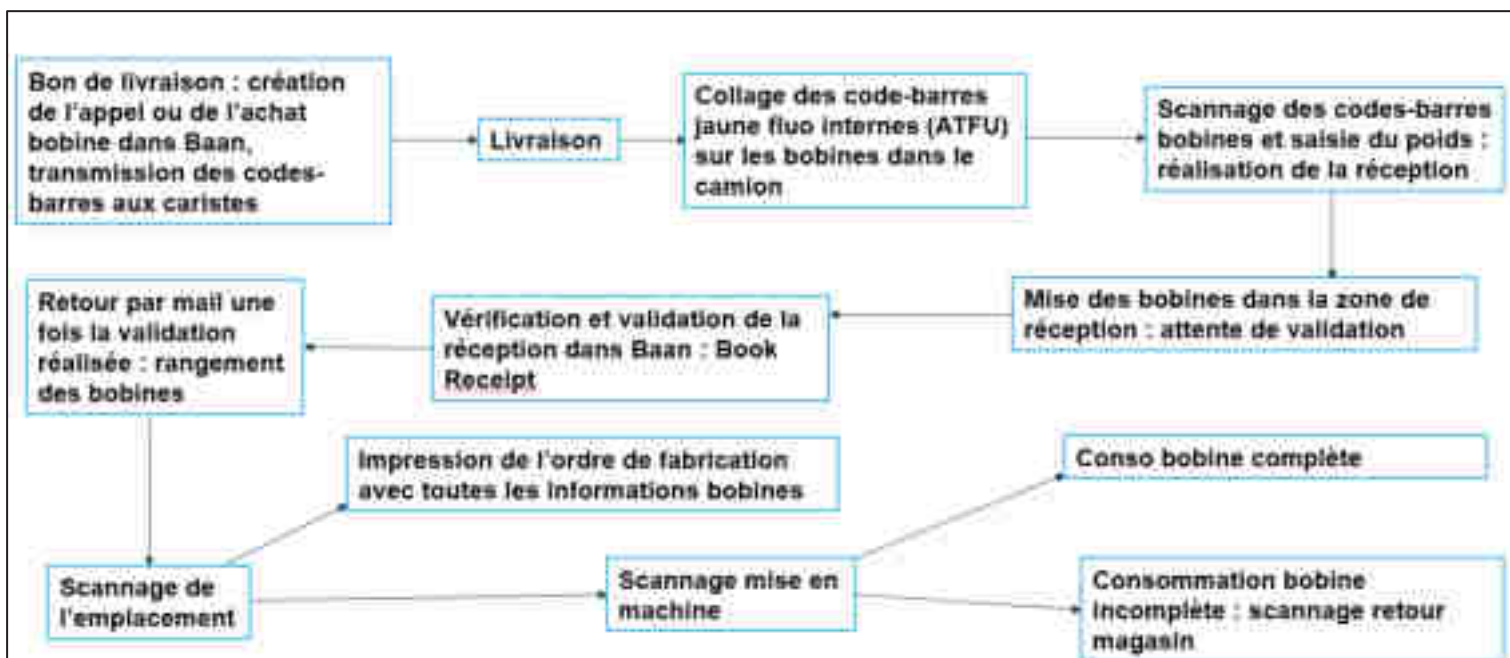 Bon de livraison : création
de l'appel ou de l'achat
bobine dans Baan,
transmission des codes-
barres aux caristes
Livraison
Collage des code-barres
jaune fluo internes (ATFU)
sur les bobines dans le
camion
Scannage des codes-barres
bobines et saisie du poids :
réalisation de la réception
Mise des bobines dans la zone de
réception : attente de validation
Vérification et validation de la
réception dans Baan : Book
Receipt
Retour par mail une
fois la validation
réalisée : rangement
des bobines
Scannage de
l'emplacement
Impression de l'ordre de fabrication
avec toutes les informations bobines
Scannage mise en
machine
Conso bobine complète
Consommation bobine
incomplète : scannage retour
magasin